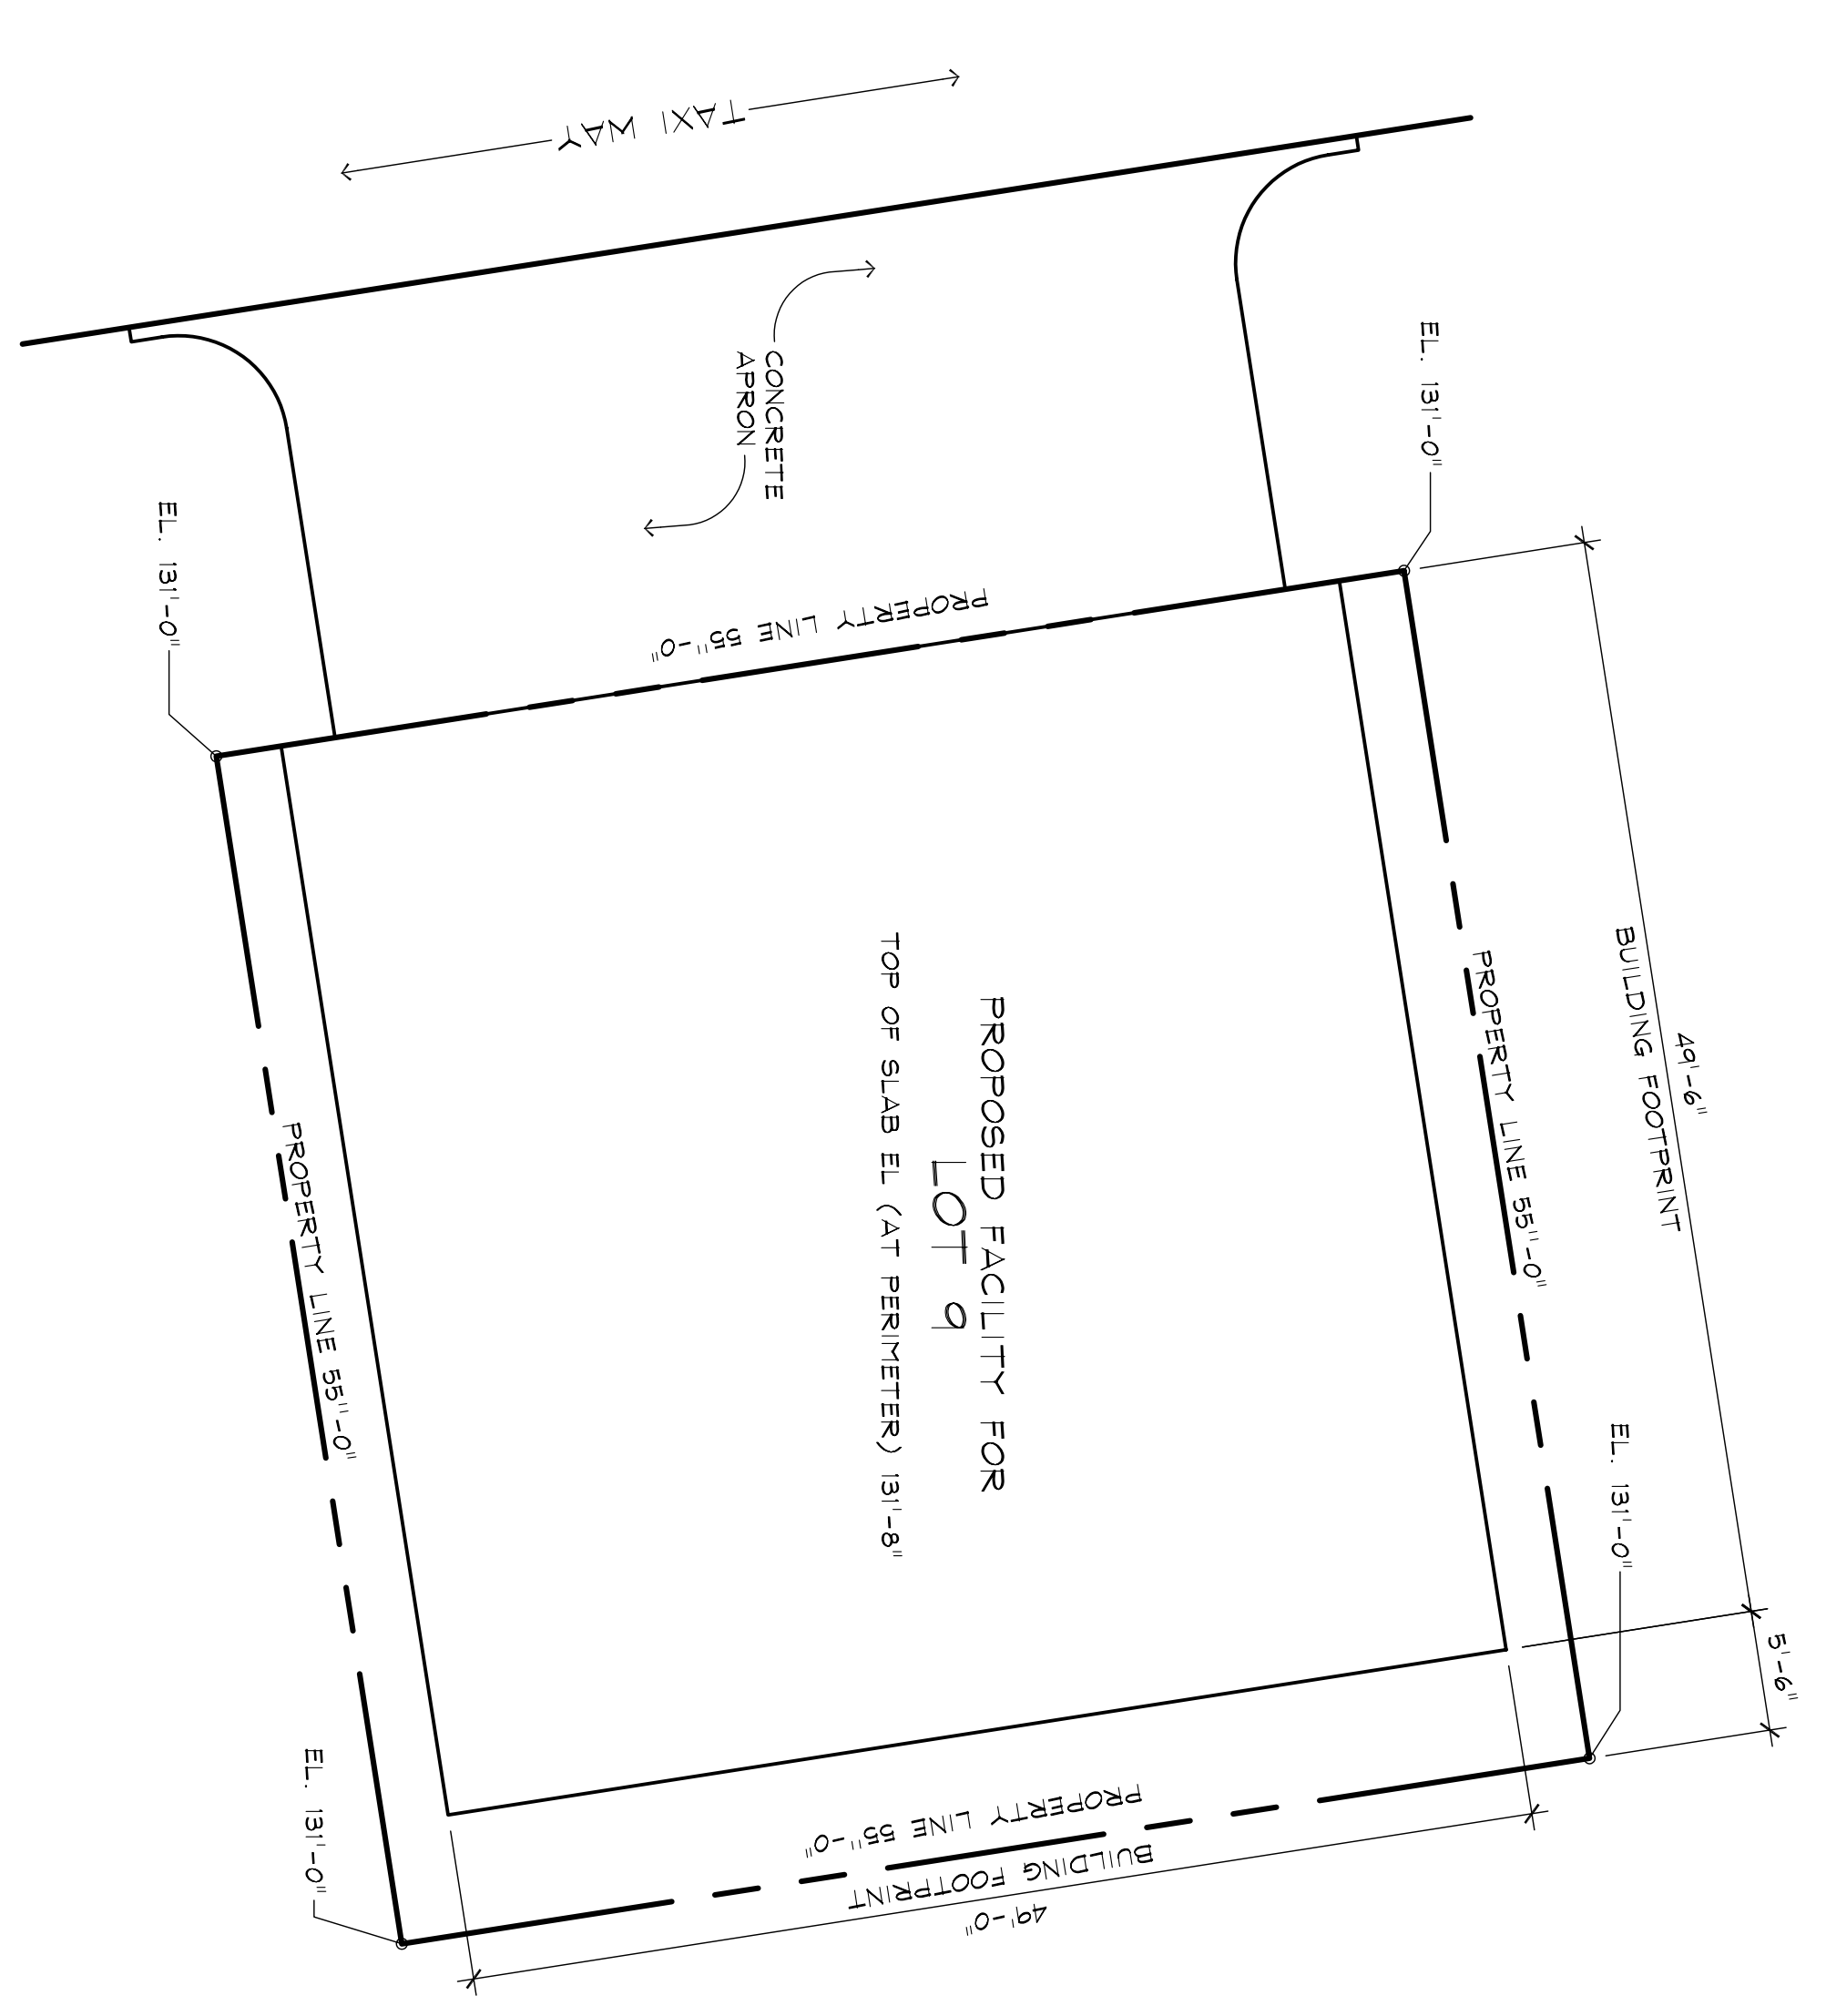 TAXI WAY
CONCRETE
APRON
EL. 131'-0"
EL. 131'-0"
PROPERTY LINE 55'-0"
PROPERTY LINE 55'-0"
BUILDING FOOTPRINT
49'-6"
PROPOSED FACILITY FOR
LOT 9
TOP OF SLAB EL (AT PERIMETER) 131'-8"
PROPERTY LINE 55'-0"
EL. 131'-0"
5'-6"
EL. 131'-0"
PROPERTY LINE 55'-0"
BUILDING FOOTPRINT
49'-0"